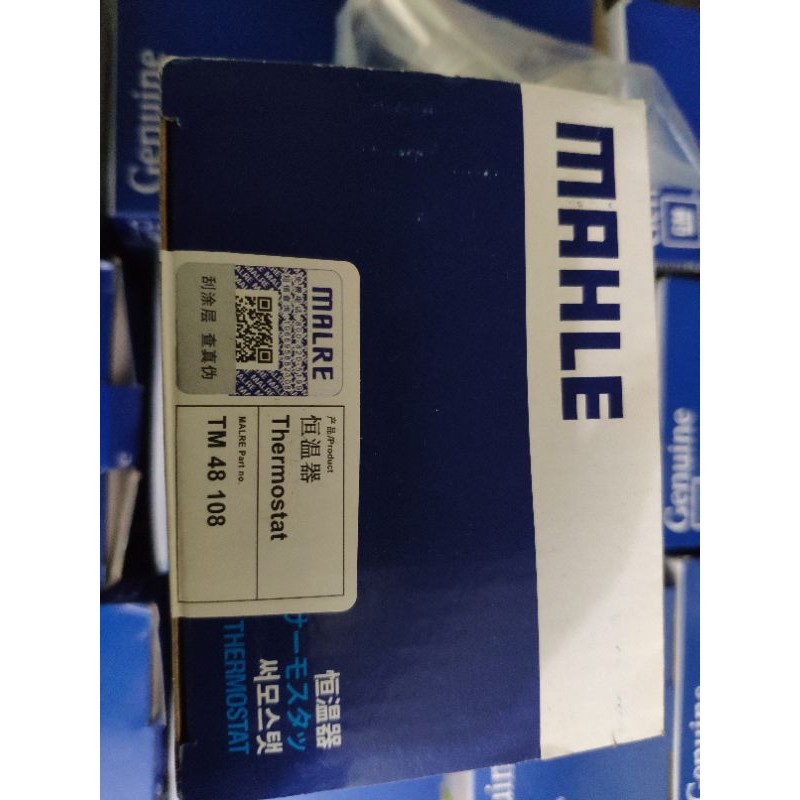 MAHLE
MALRE
刮涂层 查真伪
产品/Product
恒温器
Thermostat
MALRE Part no.
TM 48 108
恒温器
サーモスタッ
써모스탯
THERMOSTAT
Genuine
Genuine
Genuine